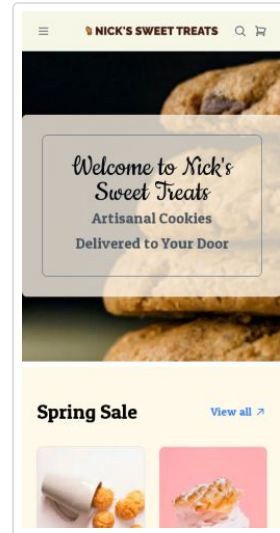 NICK'S SWEET TREATS
Welcome to Nick's
Sweet Treats
Artisanal Cookies
Delivered to Your Door
Spring Sale
View all